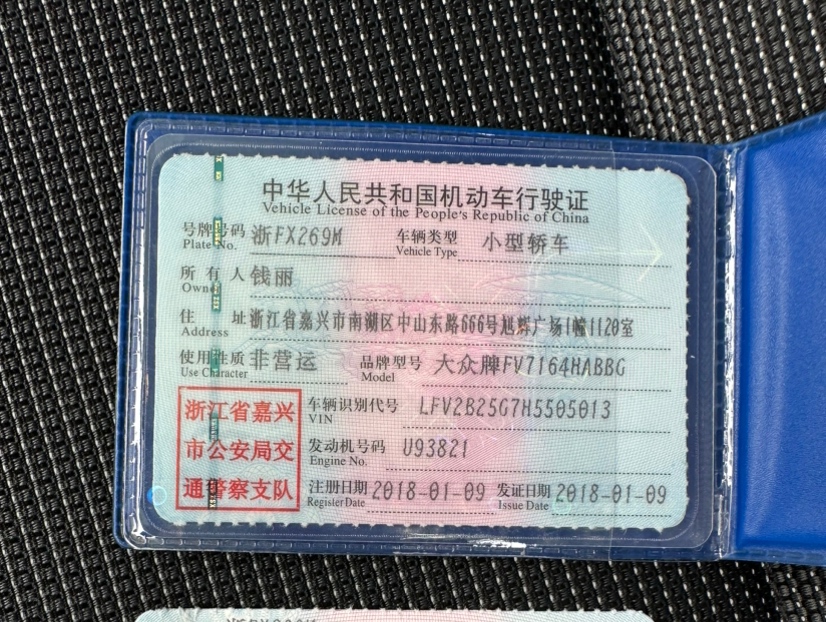 中华人民共和国机动车行驶证
Vehicle License of the People's Republic of China
号牌号码 浙FX269M 车辆类型 小型轿车
Plate No. Vehicle Type
所有人 钱丽
Owner
住址 浙江省嘉兴市南湖区中山东路666号旭辉广场1幢1120室
Address
使用性质 非营运 品牌型号 大众牌FV7164HABBG
Use Character Model
浙江省嘉兴 车辆识别代号 LFV2B25G7H5505013
VIN
市公安局交 发动机号码 U93821
Engine No.
通警察支队 注册日期 2018-01-09 发证日期 2018-01-09
Register Date Issue Date